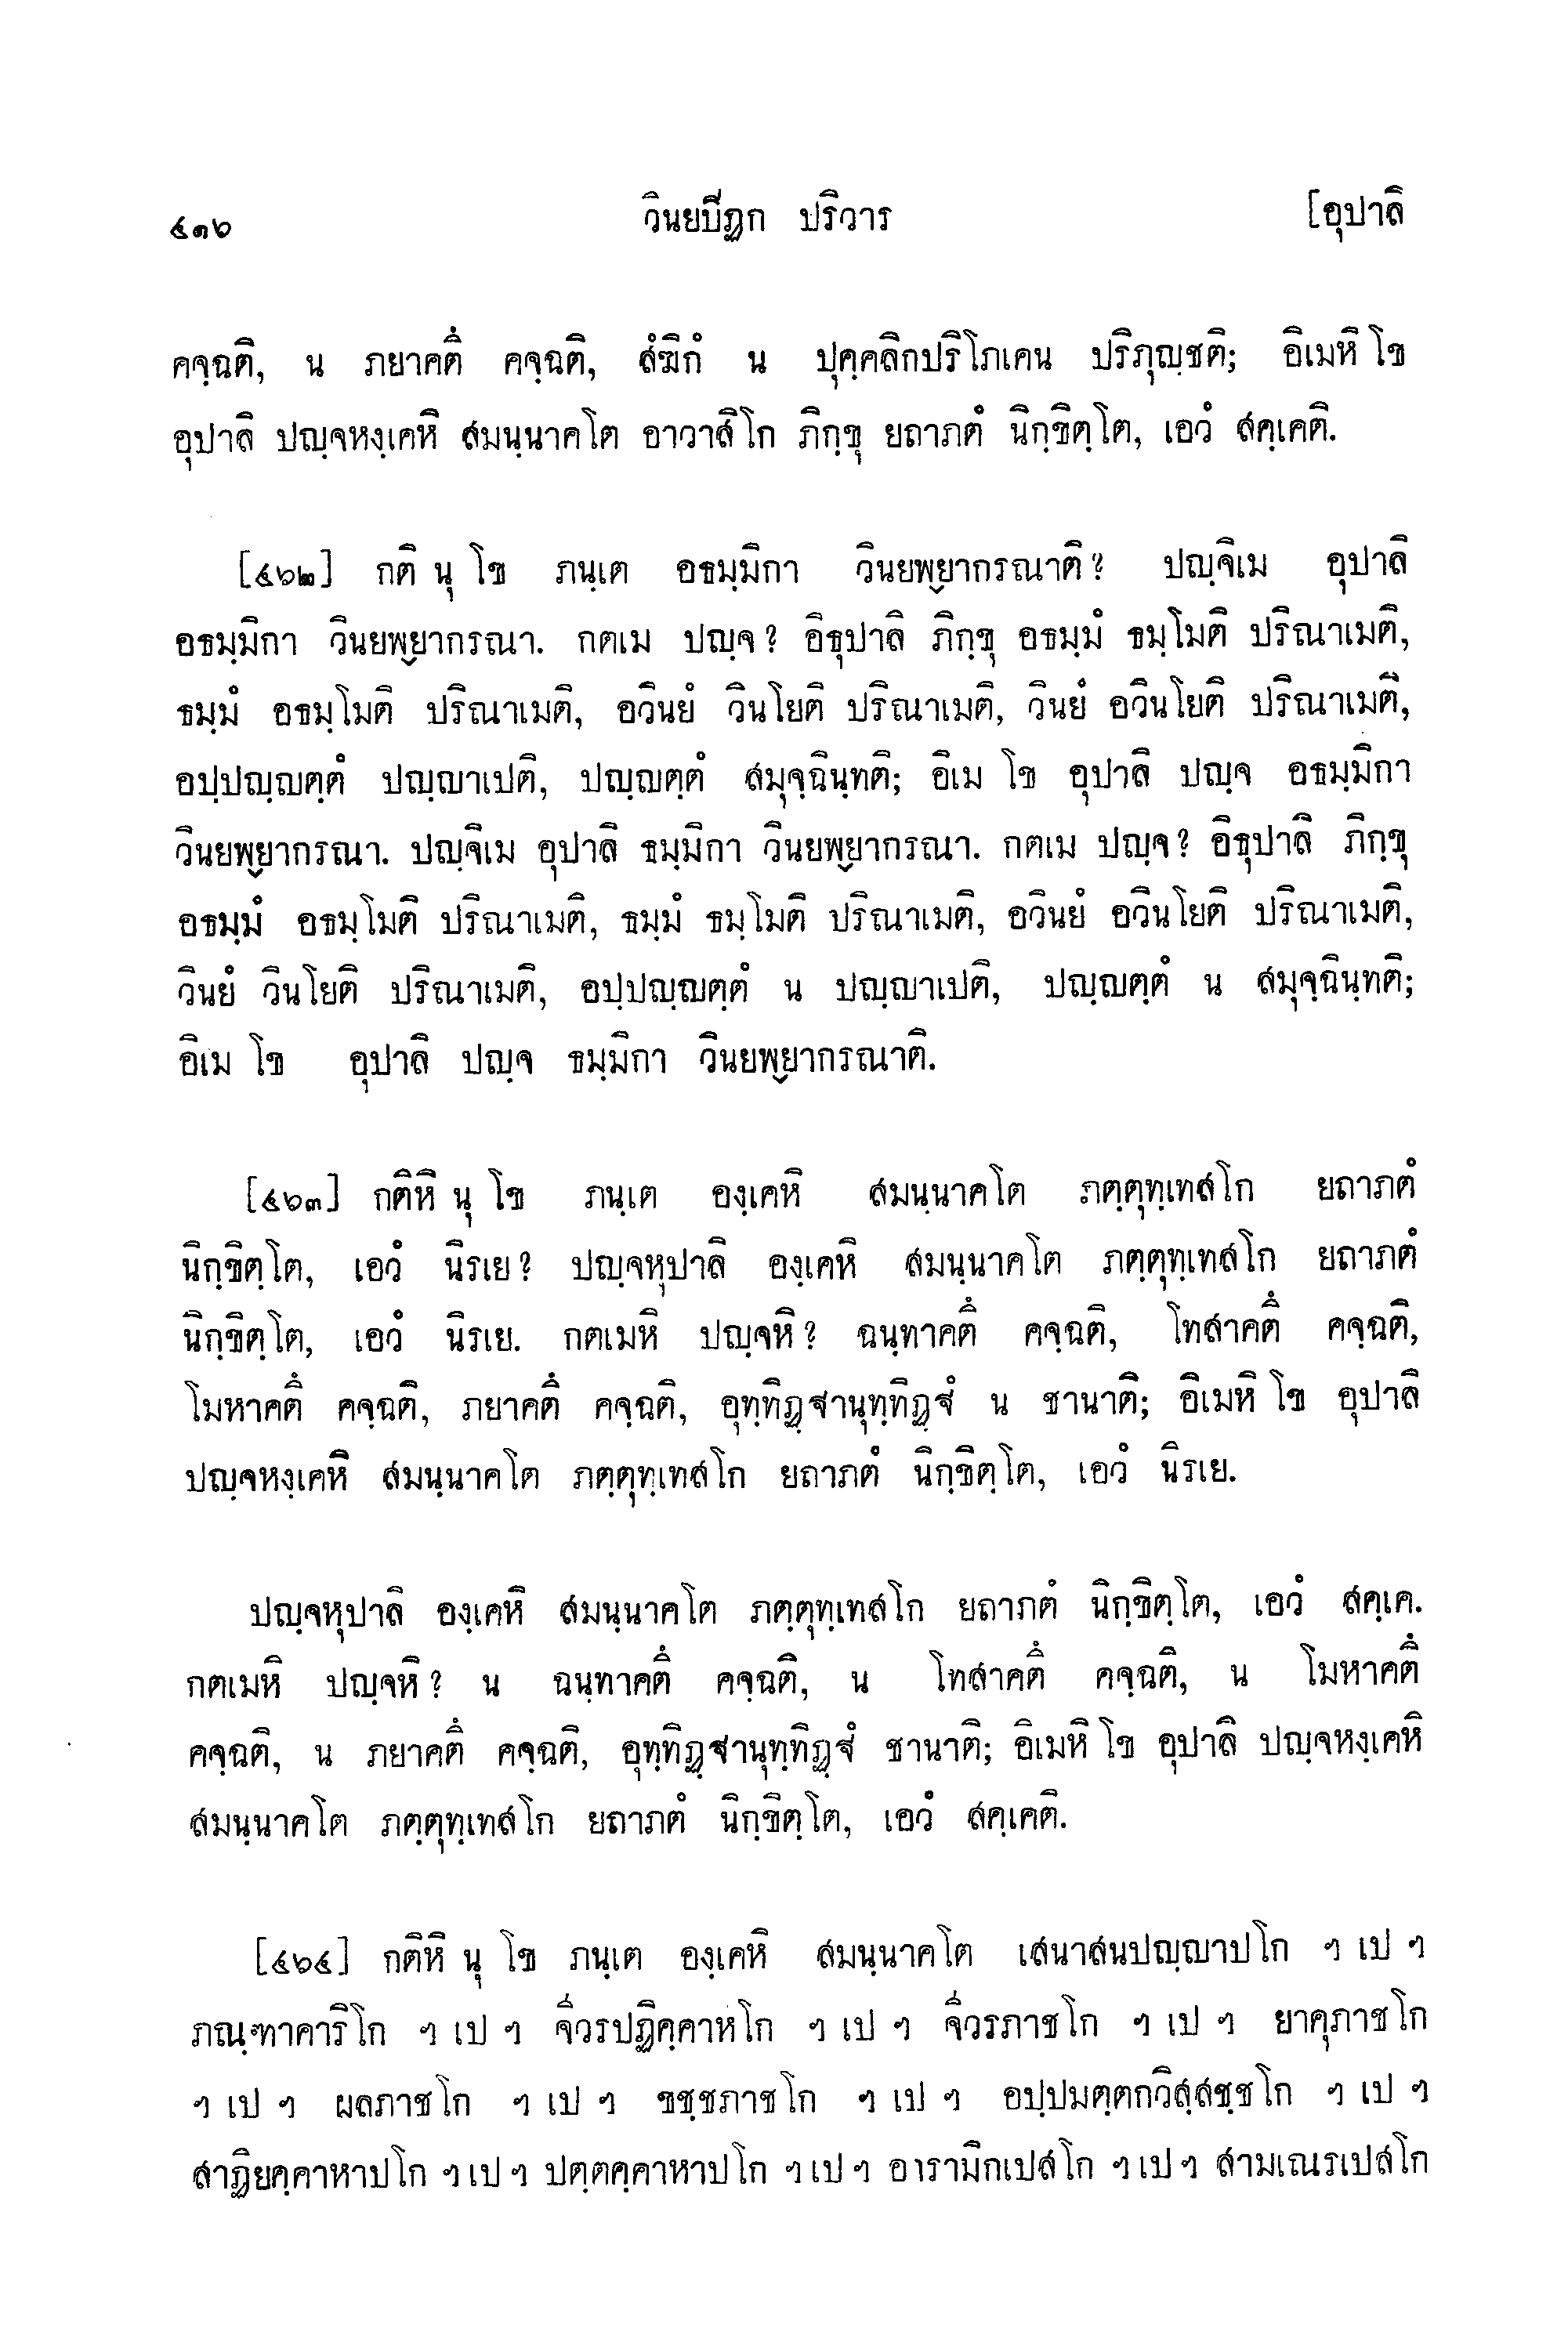 ๔๓๖ วินยปิฏก ปริวาร [อุปาลิ
คจฺฉติ, น ภยาคตึ คจฺฉติ, สํฆิกํ น ปุคฺคลิกปริโภเคน ปริภุญฺชติ; อิเมหิ โข
อุปาลิ ปญฺจหงฺเคหิ สมนฺนาคโต อาวาสิโก ภิกฺขุ ยถาภตํ นิกฺขิตฺโต, เอวํ สคฺเคติ.
[๔๖๒] กติ นุ โข ภนฺเต อธมฺมิกา วินยพฺยากรณาติ? ปญฺจิเม อุปาลิ
อธมฺมิกา วินยพฺยากรณา. กตเม ปญฺจ? อิธุปาลิ ภิกฺขุ อธมฺมํ ธมฺโมติ ปริณาเมติ,
ธมฺมํ อธมฺโมติ ปริณาเมติ, อวินยํ วินโยติ ปริณาเมติ, วินยํ อวินโยติ ปริณาเมติ,
อปฺปญฺญตฺตํ ปญฺญาเปติ, ปญฺญตฺตํ สมุจฺฉินฺทติ; อิเม โข อุปาลิ ปญฺจ อธมฺมิกา
วินยพฺยากรณา. ปญฺจิเม อุปาลิ ธมฺมิกา วินยพฺยากรณา. กตเม ปญฺจ? อิธุปาลิ ภิกฺขุ
อธมฺมํ อธมฺโมติ ปริณาเมติ, ธมฺมํ ธมฺโมติ ปริณาเมติ, อวินยํ อวินโยติ ปริณาเมติ,
วินยํ วินโยติ ปริณาเมติ, อปฺปญฺญตฺตํ น ปญฺญาเปติ, ปญฺญตฺตํ น สมุจฺฉินฺทติ;
อิเม โข อุปาลิ ปญฺจ ธมฺมิกา วินยพฺยากรณาติ.
[๔๖๓] กติหิ นุ โข ภนฺเต องฺเคหิ สมนฺนาคโต ภตฺตุทฺเทสโก ยถาภตํ
นิกฺขิตฺโต, เอวํ นิรเย? ปญฺจหุปาลิ องฺเคหิ สมนฺนาคโต ภตฺตุทฺเทสโก ยถาภตํ
นิกฺขิตฺโต, เอวํ นิรเย. กตเมหิ ปญฺจหิ? ฉนฺทาคตึ คจฺฉติ, โทสาคตึ คจฺฉติ,
โมหาคตึ คจฺฉติ, ภยาคตึ คจฺฉติ, อุทฺทิฏฺฐานุทฺทิฏฺฐํ น ชานาติ; อิเมหิ โข อุปาลิ
ปญฺจหงฺเคหิ สมนฺนาคโต ภตฺตุทฺเทสโก ยถาภตํ นิกฺขิตฺโต, เอวํ นิรเย.
ปญฺจหุปาลิ องฺเคหิ สมนฺนาคโต ภตฺตุทฺเทสโก ยถาภตํ นิกฺขิตฺโต, เอวํ สคฺเค.
กตเมหิ ปญฺจหิ? น ฉนฺทาคตึ คจฺฉติ, น โทสาคตึ คจฺฉติ, น โมหาคตึ
คจฺฉติ, น ภยาคตึ คจฺฉติ, อุทฺทิฏฺฐานุทฺทิฏฺฐํ ชานาติ; อิเมหิ โข อุปาลิ ปญฺจหงฺเคหิ
สมนฺนาคโต ภตฺตุทฺเทสโก ยถาภตํ นิกฺขิตฺโต, เอวํ สคฺเคติ.
[๔๖๔] กติหิ นุ โข ภนฺเต องฺเคหิ สมนฺนาคโต เสนาสนปญฺญาปโก ฯ เป ฯ
ภณฺฑาคาริโก ฯ เป ฯ จีวรปฏิคฺคาหโก ฯ เป ฯ จีวรภาชโก ฯ เป ฯ ยาคุภาชโก
ฯ เป ฯ ผลภาชโก ฯ เป ฯ ขชฺชภาชโก ฯ เป ฯ อปฺปมตฺตกวิสฺสชฺชโก ฯ เป ฯ
สาฏิยคฺคาหาปโก ฯ เป ฯ ปตฺตคฺคาหาปโก ฯ เป ฯ อารามิกเปสโก ฯ เป ฯ สามเณรเปสโก